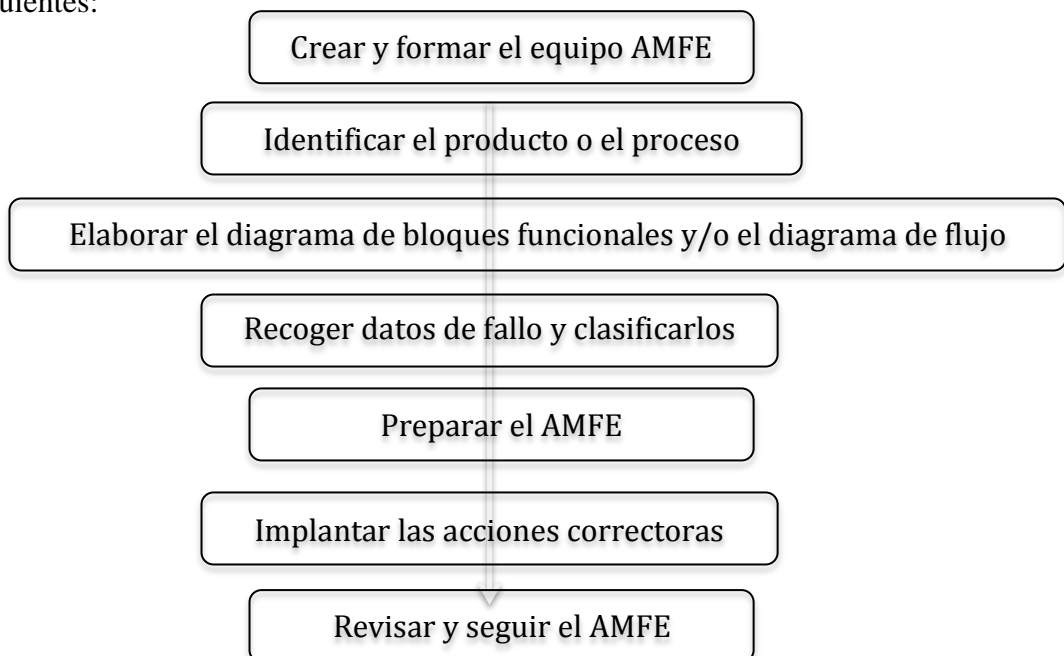 uientes:
Crear y formar el equipo AMFE
Identificar el producto o el proceso
Elaborar el diagrama de bloques funcionales y/o el diagrama de flujo
Recoger datos de fallo y clasificarlos
Preparar el AMFE
Implantar las acciones correctoras
Revisar y seguir el AMFE